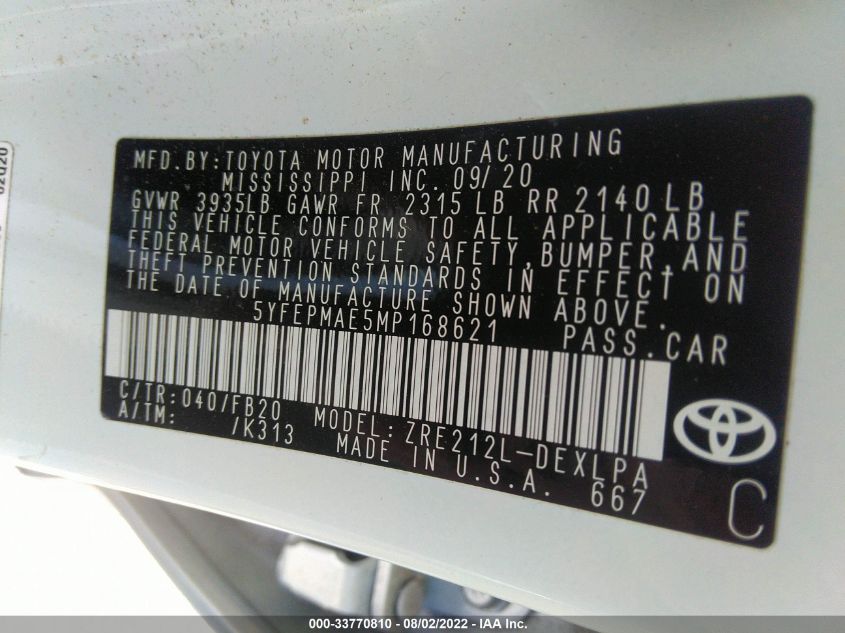 MFD.BY:TOYOTA MOTOR MANUFACTURING
MISSISSIPPI INC. 09/20
GVWR 3935LB GAWR FR 2315 LB RR 2140 LB
THIS VEHICLE CONFORMS TO ALL APPLICABLE
FEDERAL MOTOR VEHICLE SAFETY, BUMPER, AND
THEFT PREVENTION STANDARDS IN EFFECT ON
THE DATE OF MANUFACTURE SHOWN ABOVE.
5YFEPMAE5MP168621 PASS.CAR
C/TR:040/FB20 MODEL:ZRE212L-DEXLPA
A/TM: /K313 MADE IN U.S.A. 667
C
000-33770810 - 08/02/2022 - IAA Inc.